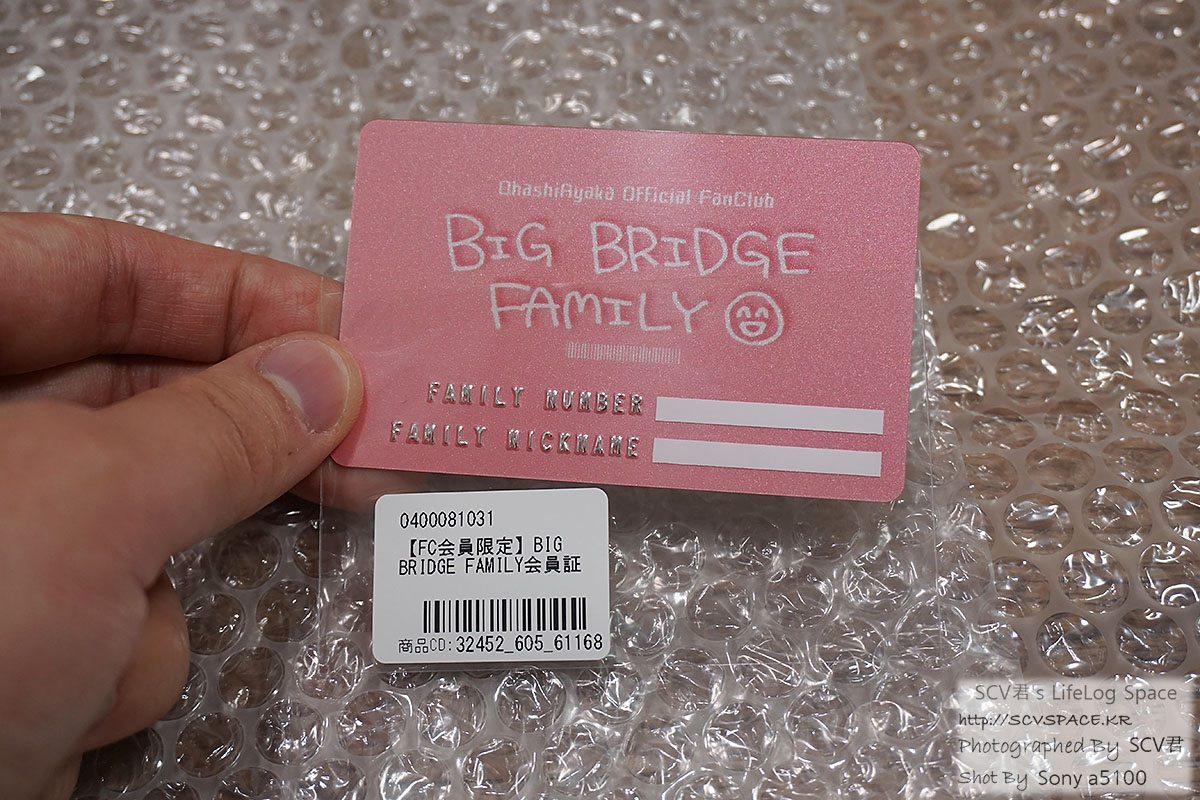 OhashiAyaka Official FanClub
BIG BRIDGE
FAMILY
FAMILY NUMBER
FAMILY NICKNAME
0400081031
【FC会員限定】BIG
BRIDGE FAMILY会員証
商品CD:32452_605_61168
SCV君's LifeLog Space
http://SCVSPACE.KR
Photographed By SCV君
Shot By Sony a5100